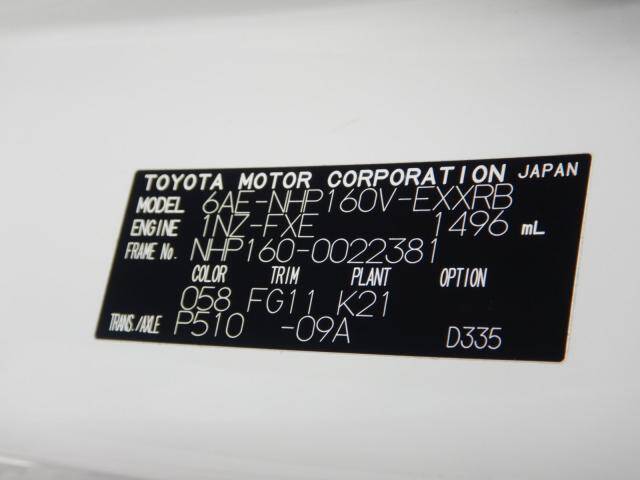 TOYOTA MOTOR CORPORATION JAPAN
MODEL 6AE-NHP160V-EXXRB
ENGINE 1NZ-FXE 1496 mL
FRAME No. NHP160-0022381
COLOR TRIM PLANT OPTION
058 FG11 K21
TRANS./AXLE P510 -09A D335